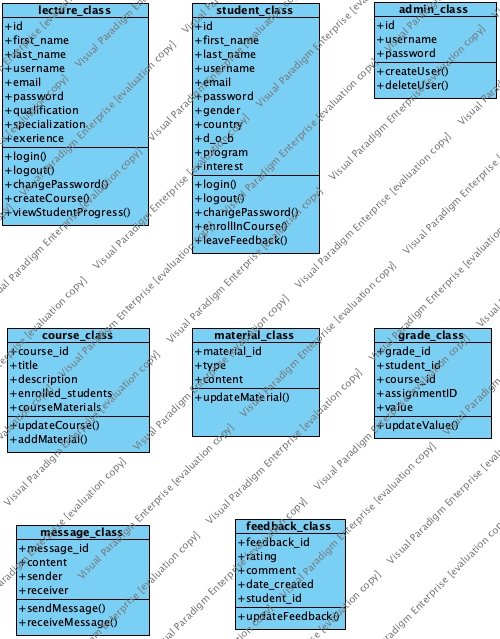 lecture_class
+id
+first_name
+last_name
+username
+email
+password
+qualification
+specialization
+exerience
+login()
+logout()
+changePassword()
+createCourse()
+viewStudentProgress()
student_class
+id
+first_name
+last_name
+username
+email
+password
+gender
+country
+d_o_b
+program
+interest
+login()
+logout()
+changePassword()
+enrollInCourse()
+leaveFeedback()
admin_class
+id
+username
+password
+createUser()
+deleteUser()
course_class
+course_id
+title
+description
+enrolled_students
+courseMaterials
+updateCourse()
+addMaterial()
material_class
+material_id
+type
+content
+updateMaterial()
grade_class
+grade_id
+student_id
+course_id
+assignmentID
+value
+updateValue()
message_class
+message_id
+content
+sender
+receiver
+sendMessage()
+receiveMessage()
feedback_class
+feedback_id
+rating
+comment
+date_created
+student_id
+updateFeedback()
Visual Paradigm Enterprise [evaluation copy]